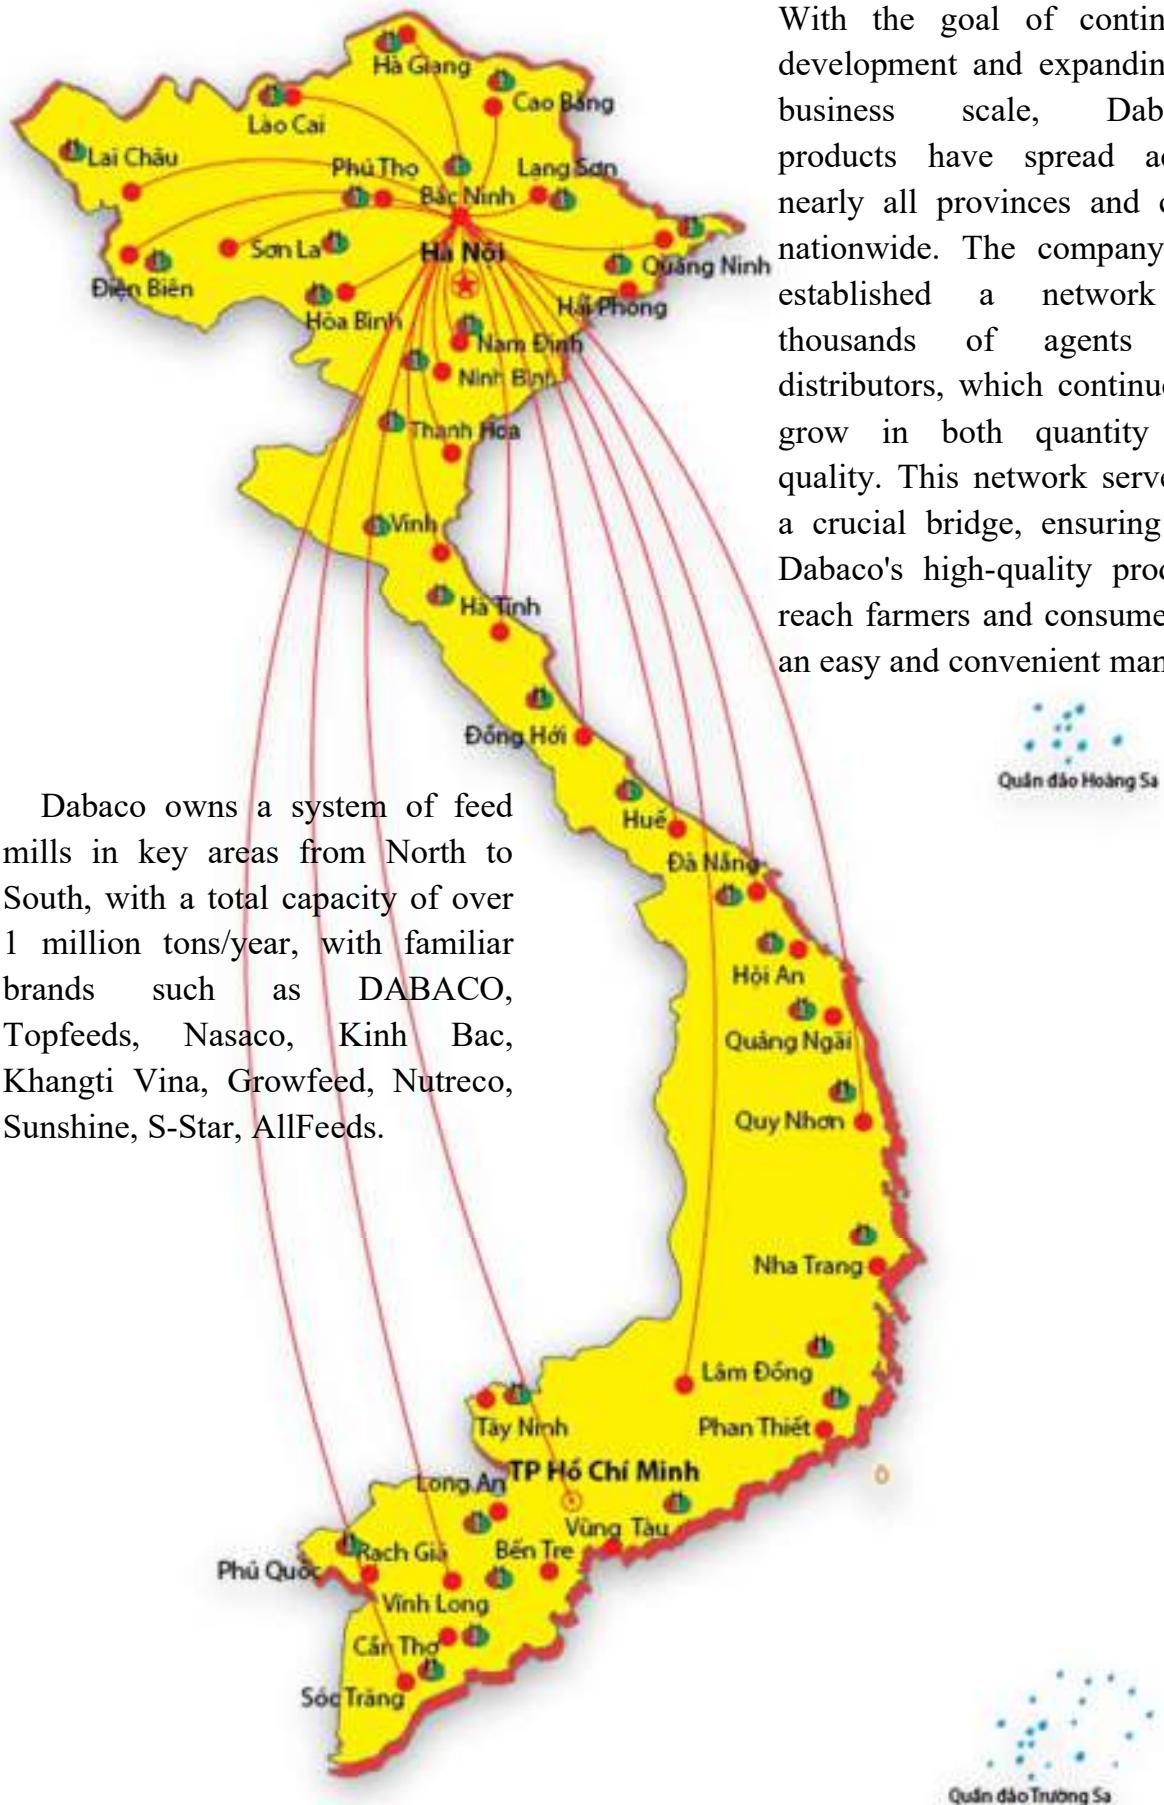 With the goal of contin
development and expandin
business scale, Dab
products have spread ac
nearly all provinces and c
nationwide. The company
established a network
thousands of agents
distributors, which continue
grow in both quantity
quality. This network serve
a crucial bridge, ensuring
Dabaco's high-quality proc
reach farmers and consume
an easy and convenient man
Hà Giang
Cao Bằng
Lào Cai
Lai Châu
Phú Thọ
Lạng Sơn
Bắc Ninh
Sơn La
Hà Nội
Quảng Ninh
Điện Biên
Hải Phòng
Hòa Bình
Nam Định
Ninh Bình
Thanh Hoa
Vinh
Hà Tĩnh
Đồng Hới
Quần đảo Hoàng Sa
Dabaco owns a system of feed
mills in key areas from North to
South, with a total capacity of over
1 million tons/year, with familiar
brands such as DABACO,
Topfeeds, Nasaco, Kinh Bac,
Khangti Vina, Growfeed, Nutreco,
Sunshine, S-Star, AllFeeds.
Huế
Đà Nẵng
Hội An
Quảng Ngãi
Quy Nhơn
Nha Trang
Lâm Đồng
Tây Ninh
Phan Thiết
TP Hồ Chí Minh
Long An
Vũng Tàu
Rạch Giá
Bến Tre
Phú Quốc
Vĩnh Long
Cần Thơ
Sóc Trăng
Quần đảo Trường Sa